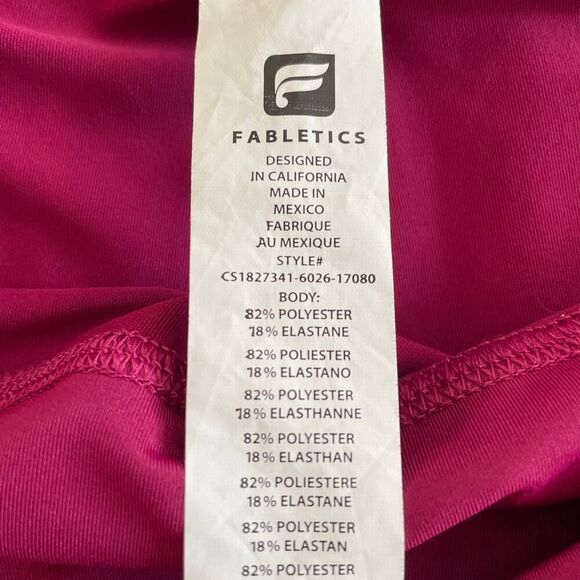 FABLETICS
DESIGNED
IN CALIFORNIA
MADE IN
MEXICO
FABRIQUE
AU MEXIQUE
STYLE#
CS1827341-6026-17080
BODY:
82% POLYESTER
18% ELASTANE
82% POLIESTER
18% ELASTANO
82% POLYESTER
18% ELASTHANNE
82% POLYESTER
18% ELASTHAN
82% POLIESTERE
18% ELASTANE
82% POLYESTER
18% ELASTAN
82% POLYESTER